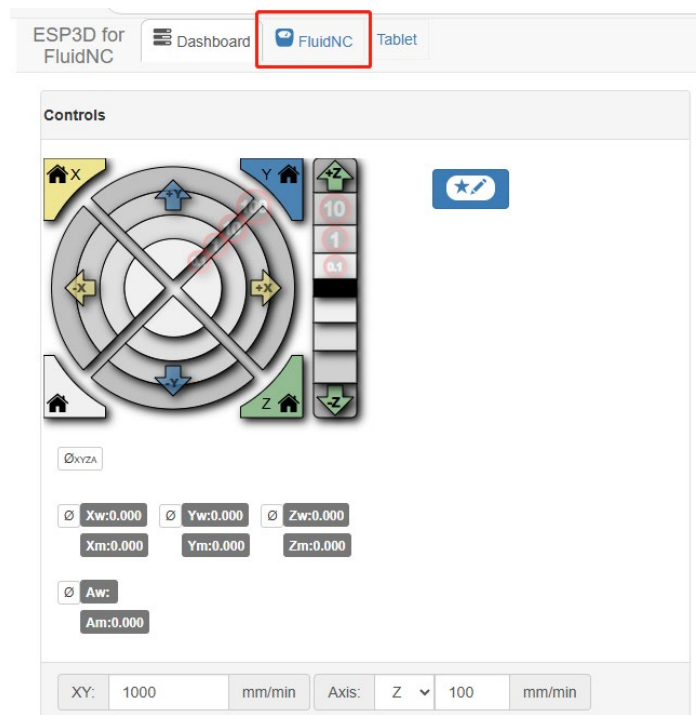 ESP3D for FluidNC
Dashboard
FluidNC
Tablet
Controls
X
Y
+Z
+Y
10
1
0.1
-X
+X
-Y
Z
-Z
ØXYZA
Ø Xw:0.000 Ø Yw:0.000 Ø Zw:0.000
Xm:0.000 Ym:0.000 Zm:0.000
Ø Aw:
Am:0.000
XY: 1000 mm/min Axis: Z 100 mm/min